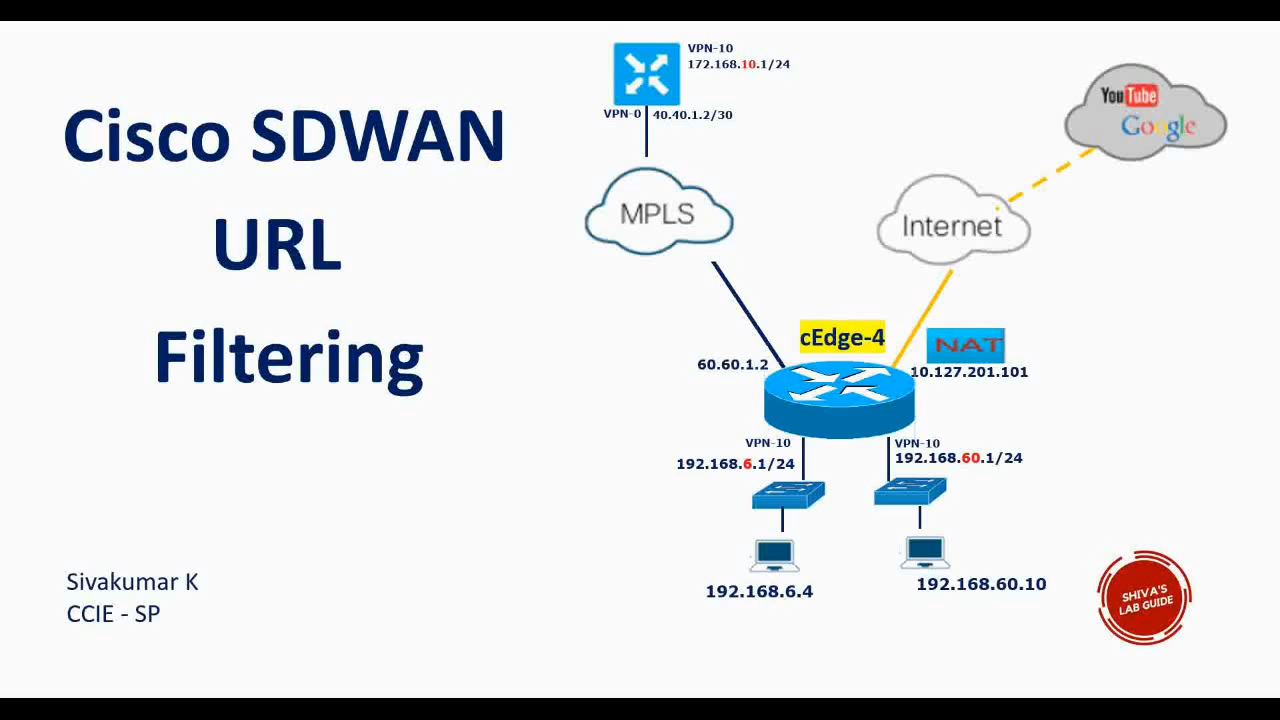 Cisco SDWAN
URL
Filtering
Sivakumar K
CCIE - SP
VPN-10
172.168.10.1/24
VPN-0
40.40.1.2/30
MPLS
YouTube
Google
Internet
cEdge-4
NAT
60.60.1.2
10.127.201.101
VPN-10
192.168.6.1/24
VPN-10
192.168.60.1/24
192.168.6.4
192.168.60.10
SHIVA'S
LAB GUIDE